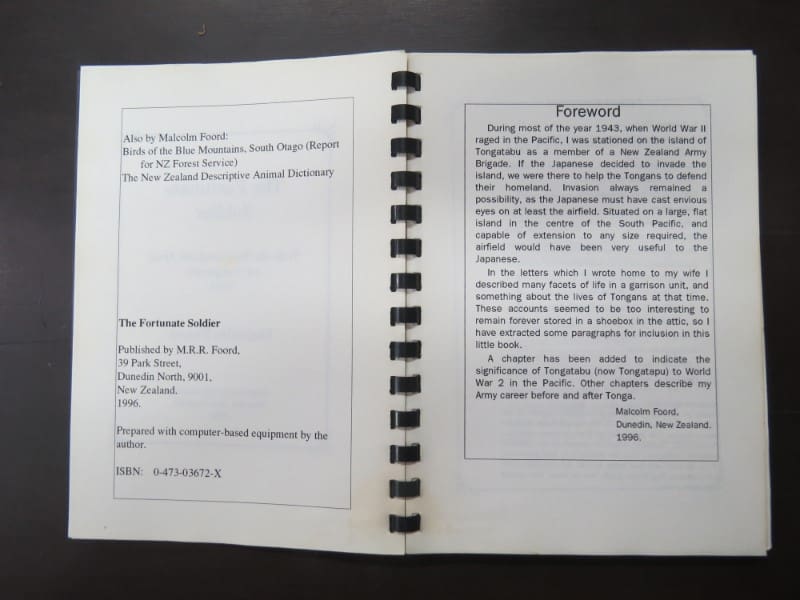 Also by Malcolm Foord:
Birds of the Blue Mountains, South Otago (Report
for NZ Forest Service)
The New Zealand Descriptive Animal Dictionary
The Fortunate Soldier
Published by M.R.R. Foord,
39 Park Street,
Dunedin North, 9001,
New Zealand.
1996.
Prepared with computer-based equipment by the
author.
ISBN: 0-473-03672-X
Foreword
During most of the year 1943, when World War II
raged in the Pacific, I was stationed on the island of
Tongatabu as a member of a New Zealand Army
Brigade. If the Japanese decided to invade the
island, we were there to help the Tongans to defend
their homeland. Invasion always remained a
possibility, as the Japanese must have cast envious
eyes on at least the airfield. Situated on a large, flat
island in the centre of the South Pacific, and
capable of extension to any size required, the
airfield would have been very useful to the
Japanese.
In the letters which I wrote home to my wife I
described many facets of life in a garrison unit, and
something about the lives of Tongans at that time.
These accounts seemed to be too interesting to
remain forever stored in a shoebox in the attic, so I
have extracted some paragraphs for inclusion in this
little book.
A chapter has been added to indicate the
significance of Tongatabu (now Tongatapu) to World
War 2 in the Pacific. Other chapters describe my
Army career before and after Tonga.
Malcolm Foord,
Dunedin, New Zealand.
1996.